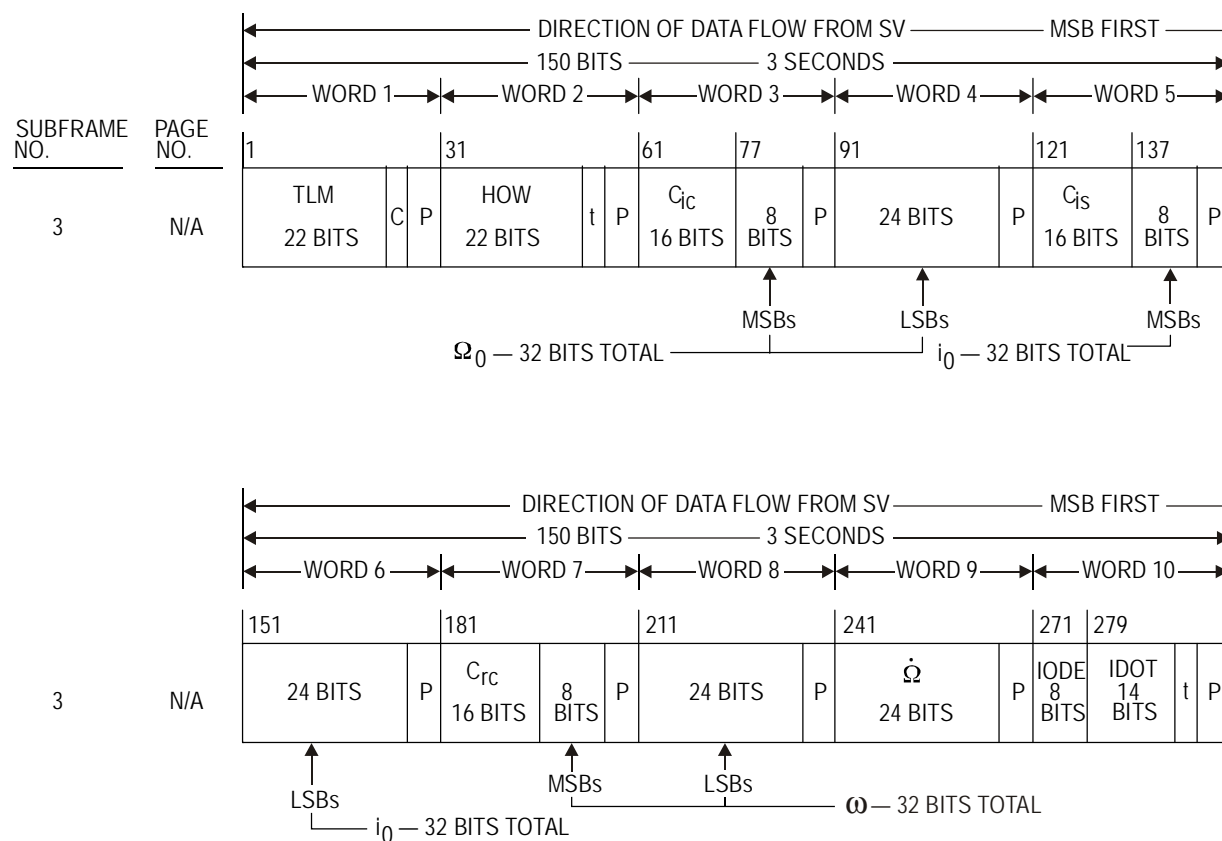 DIRECTION OF DATA FLOW FROM SV MSB FIRST
150 BITS 3 SECONDS
WORD 1 WORD 2 WORD 3 WORD 4 WORD 5
SUBFRAME NO. PAGE NO.
1 31 61 77 91 121 137
3 N/A
TLM 22 BITS C P HOW 22 BITS t P Cic 16 BITS 8 BITS P 24 BITS P Cis 16 BITS 8 BITS P
MSBs LSBs MSBs
Ω0 — 32 BITS TOTAL i0 — 32 BITS TOTAL
DIRECTION OF DATA FLOW FROM SV MSB FIRST
150 BITS 3 SECONDS
WORD 6 WORD 7 WORD 8 WORD 9 WORD 10
151 181 211 241 271 279
3 N/A
24 BITS P Crc 16 BITS 8 BITS P 24 BITS P Ω̇ 24 BITS P IODE 8 BITS IDOT 14 BITS t P
LSBs MSBs LSBs
ω — 32 BITS TOTAL
i0 — 32 BITS TOTAL